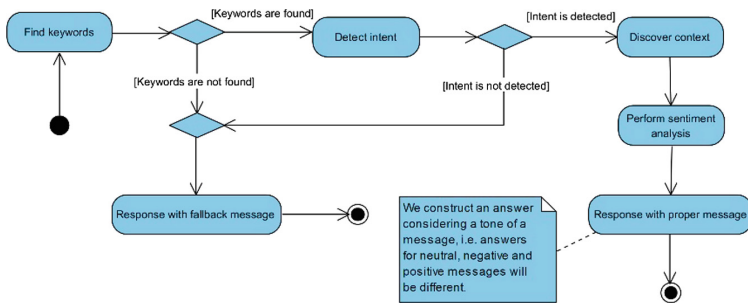 [Keywords are found]
[Intent is detected]
Find keywords
Detect intent
Discover context
[Keywords are not found]
[Intent is not detected]
Perform sentiment
analysis
Response with fallback message
We construct an answer
considering a tone of a
message, i.e. answers
for neutral, negative and
positive messages will
be different.
Response with proper message